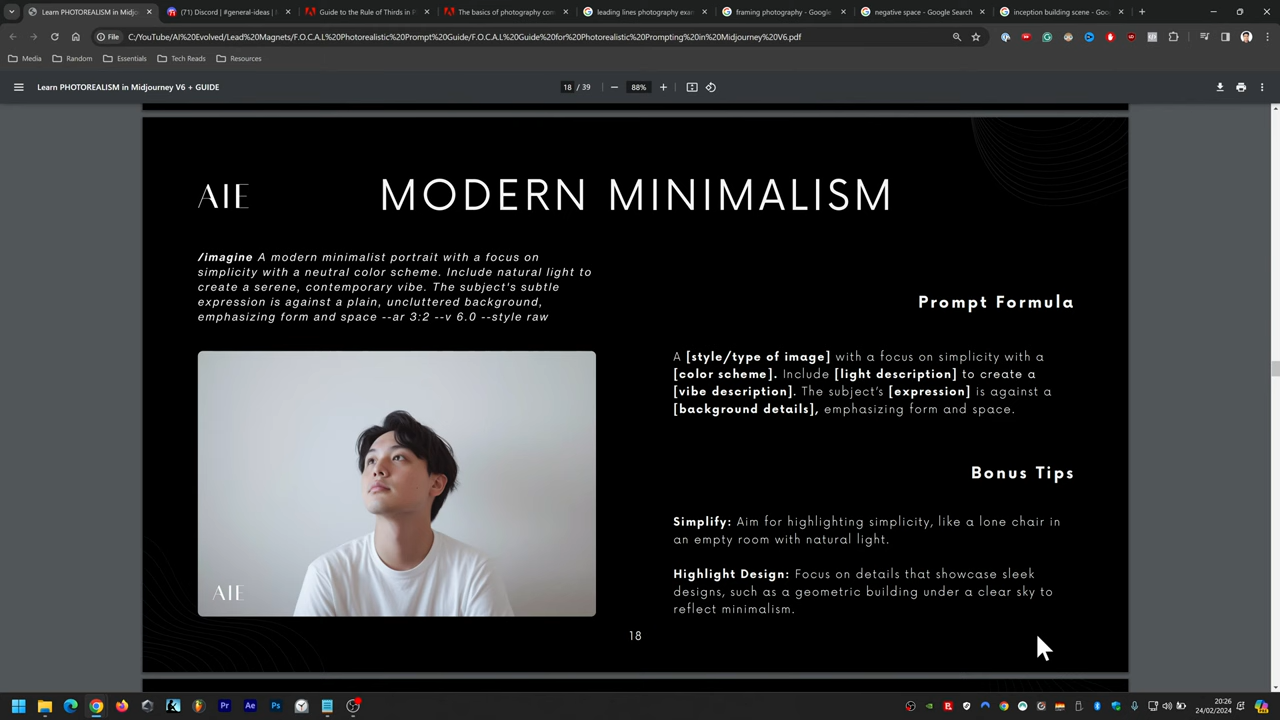 Learn PHOTOREALISM in Midjo
(71) Discord | #general-ideas |
Guide to the Rule of Thirds in P
The basics of photography com
leading lines photography exam
framing photography - Google
negative space - Google Search
inception building scene - Goo
File
C:/YouTube/AI%20Evolved/Lead%20Magnets/F.O.C.A.L%20Photorealistic%20Prompt%20Guide/F.O.C.A.L%20Guide%20for%20Photorealistic%20Prompting%20in%20Midjourney%20V6.pdf
Media
Random
Essentials
Tech Reads
Resources
Learn PHOTOREALISM in Midjourney V6 + GUIDE
18 / 39
88%
AIE
MODERN MINIMALISM
/imagine A modern minimalist portrait with a focus on
simplicity with a neutral color scheme. Include natural light to
create a serene, contemporary vibe. The subject's subtle
expression is against a plain, uncluttered background,
emphasizing form and space --ar 3:2 --v 6.0 --style raw
AIE
Prompt Formula
A [style/type of image] with a focus on simplicity with a
[color scheme]. Include [light description] to create a
[vibe description]. The subject's [expression] is against a
[background details], emphasizing form and space.
Bonus Tips
Simplify: Aim for highlighting simplicity, like a lone chair in
an empty room with natural light.
Highlight Design: Focus on details that showcase sleek
designs, such as a geometric building under a clear sky to
reflect minimalism.
18
Pr
Ae
Ps
20:26
24/02/2024